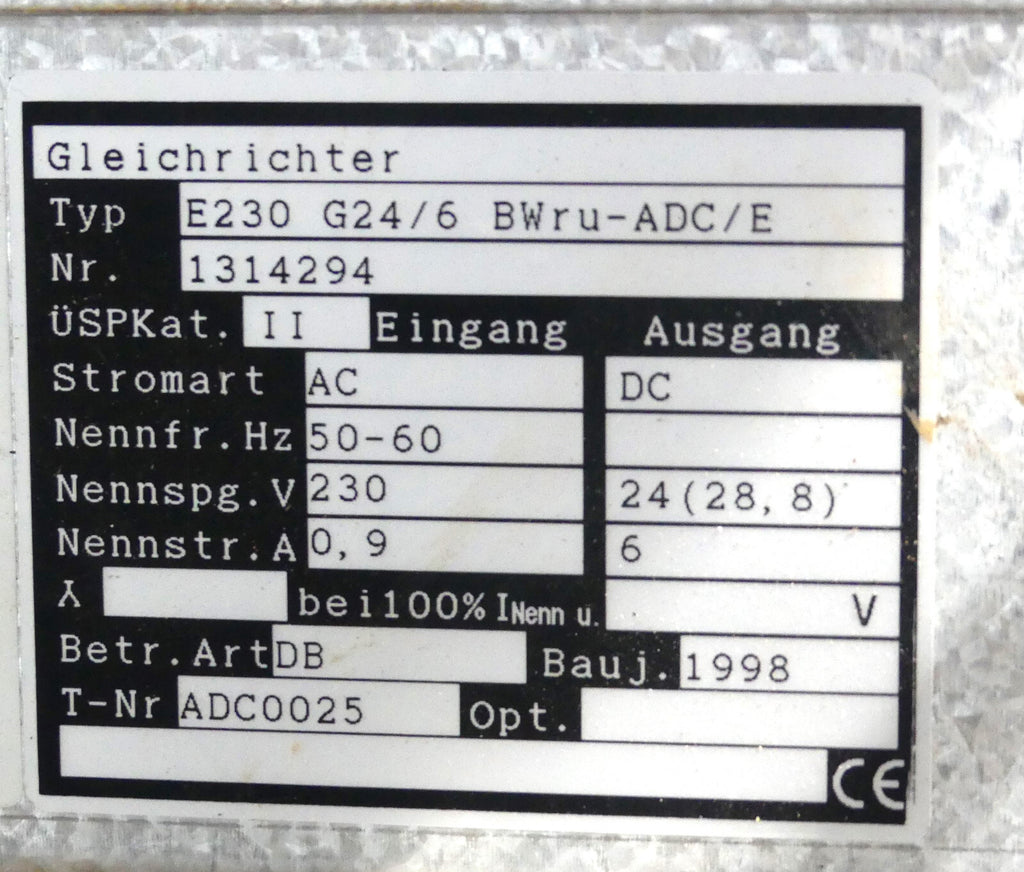 Gleichrichter
Typ E230 G24/6 BWru-ADC/E
Nr. 1314294
ÜSPKat. II Eingang Ausgang
Stromart AC DC
Nennfr.Hz 50-60
Nennspg.V 230 24(28,8)
Nennstr.A 0,9 6
λ bei100% INenn u. V
Betr.Art DB Bauj. 1998
T-Nr ADC0025 Opt.
CE